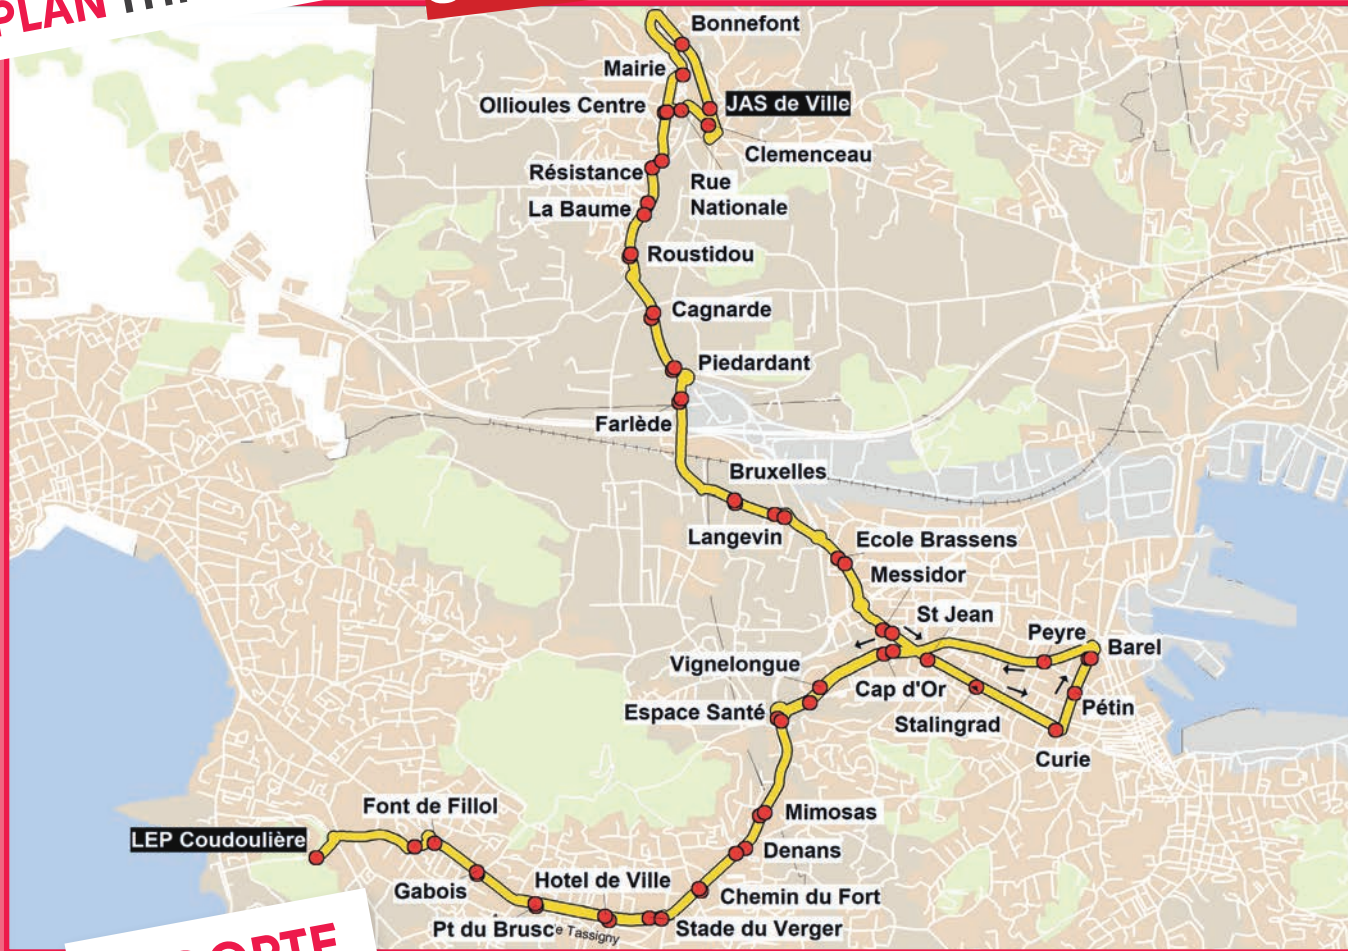 PLAN
Bonnefont
Mairie
Ollioules Centre
JAS de Ville
Clemenceau
Résistance
Rue
Nationale
La Baume
Roustidou
Cagnarde
Piedardant
Farlède
Bruxelles
Langevin
Ecole Brassens
Messidor
St Jean
Peyre
Barel
Vignelongue
Cap d'Or
Pétin
Espace Santé
Stalingrad
Curie
Font de Fillol
Mimosas
LEP Coudoulière
Denans
Hotel de Ville
Gabois
Chemin du Fort
Pt du Brusc
e Tassigny
Stade du Verger